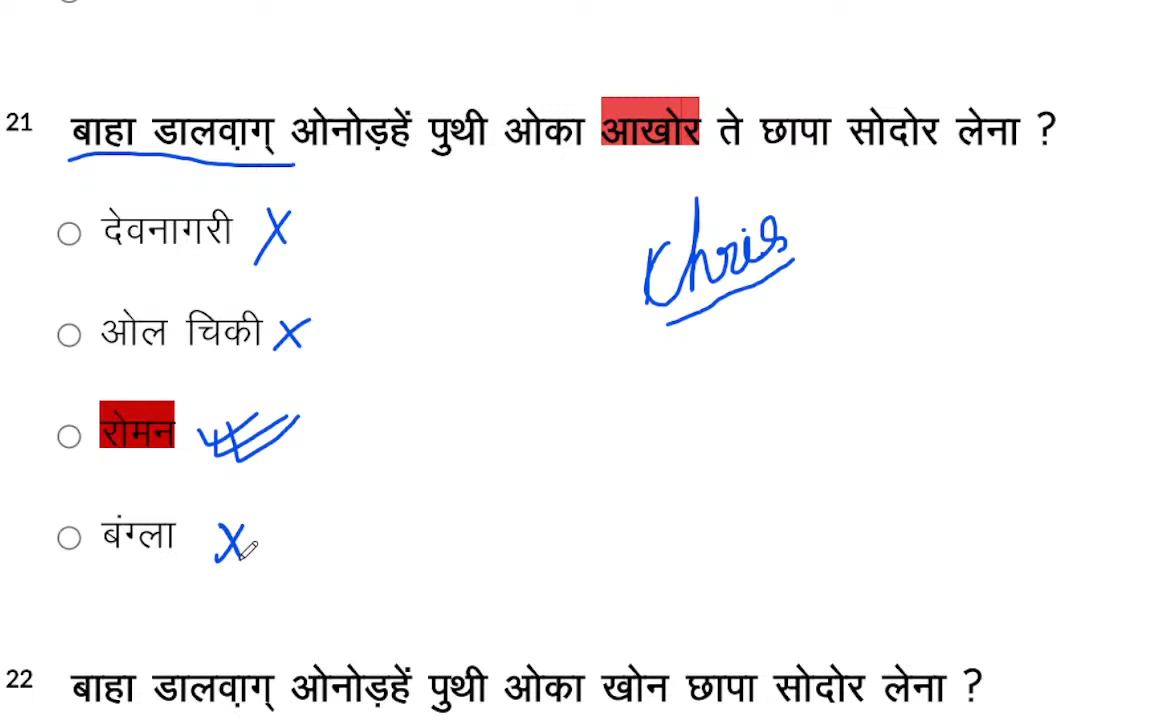 21 बाहा डालवा़ग् ओनोड़हें पुथी ओका आखोर ते छापा सोदोर लेना ?
देवनागरी
Chris
ओल चिकी
रोमन
बंग्ला
22 बाहा डालवा़ग् ओनोड़हें पुथी ओका खोन छापा सोदोर लेना ?